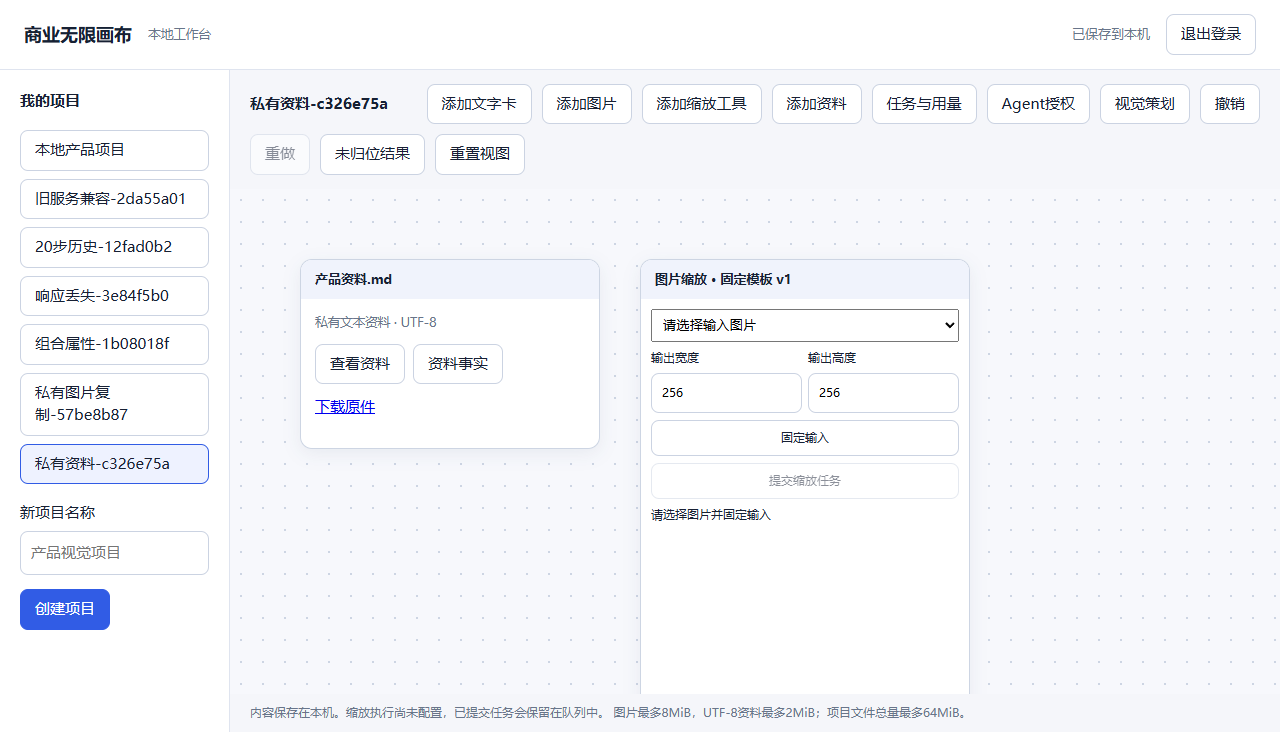 商业无限画布 本地工作台 已保存到本机 退出登录
我的项目
本地产品项目
旧服务兼容-2da55a01
20步历史-12fad0b2
响应丢失-3e84f5b0
组合属性-1b08018f
私有图片复
制-57be8b87
私有资料-c326e75a
新项目名称
产品视觉项目
创建项目
私有资料-c326e75a 添加文字卡 添加图片 添加缩放工具 添加资料 任务与用量 Agent授权 视觉策划 撤销
重做 未归位结果 重置视图
产品资料.md
私有文本资料 · UTF-8
查看资料 资料事实
下载原件
图片缩放 • 固定模板 v1
请选择输入图片
输出宽度 输出高度
256 256
固定输入
提交缩放任务
请选择图片并固定输入
内容保存在本机。缩放执行尚未配置，已提交任务会保留在队列中。 图片最多8MiB，UTF-8资料最多2MiB；项目文件总量最多64MiB。